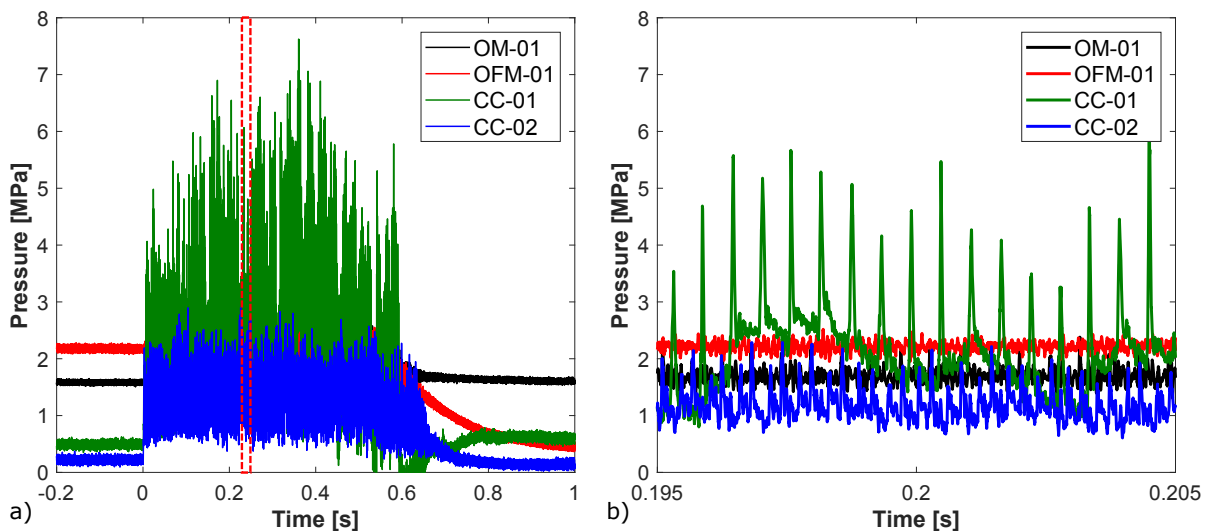 8
7
6
5
4
3
2
1
0
Pressure [MPa]
OM-01
OFM-01
CC-01
CC-02
-0.2 0 0.2 0.4 0.6 0.8 1
Time [s]
a)
8
7
6
5
4
3
2
1
0
Pressure [MPa]
OM-01
OFM-01
CC-01
CC-02
0.195 0.2 0.205
Time [s]
b)